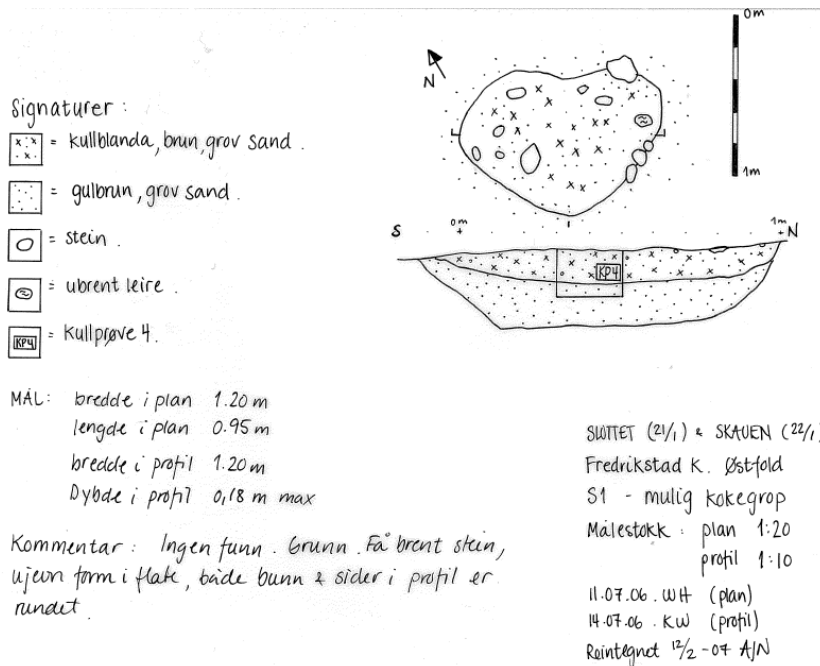 0m
N
1m
Signaturer :
= kullblanda, brun, grov sand .
= gulbrun, grov sand .
= stein .
= ubrent leire .
KP4 = Kullprøve 4 .
S 0m 1m N
KP4
MÅL : bredde i plan 1.20 m
lengde i plan 0.95 m
bredde i profil 1.20 m
Dybde i profil 0,18 m max
Kommentar : Ingen funn . Grunn . Få brent stein,
ujevn form i flate, både bunn & sider i profil er
rundet .
SLOTTET (21/1) & SKAUEN (22/1)
Fredrikstad K. Østfold
S1 - mulig kokegrop
Målestokk : plan 1:20
profil 1:10
11.07.06 . WH (plan)
14.07.06 . KW (profil)
Reintegnet 12/2 -07 AJN